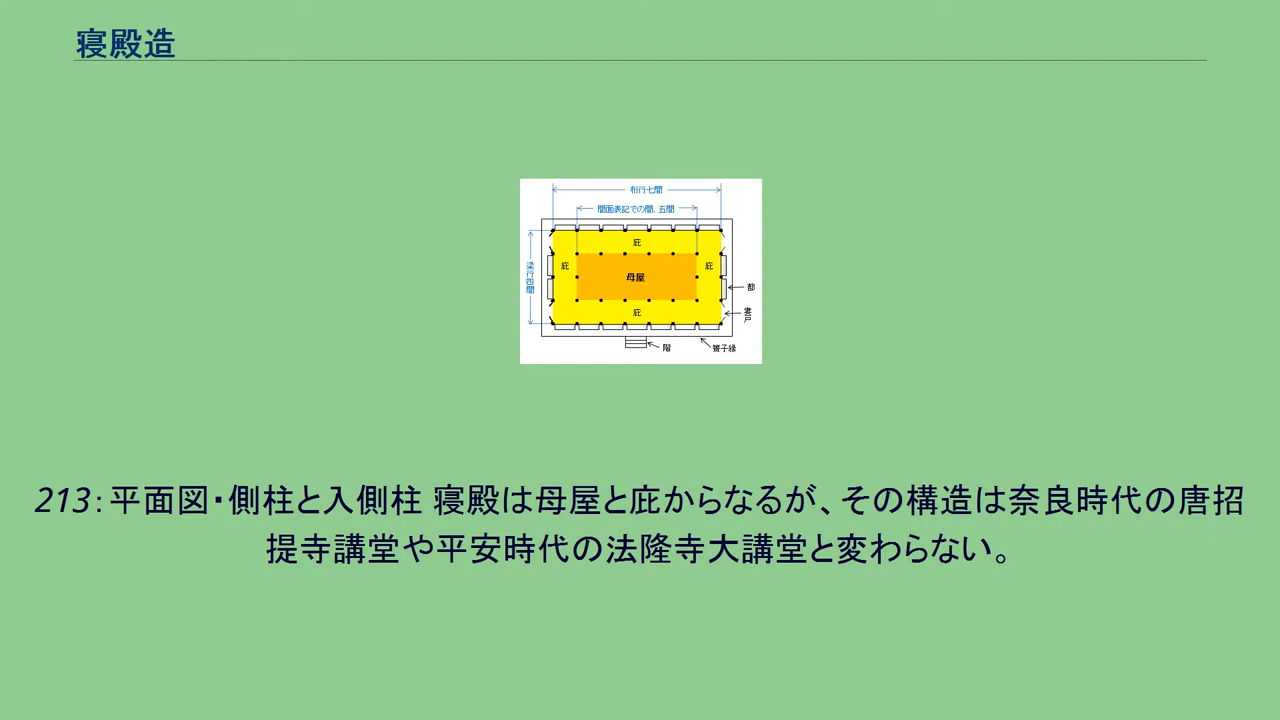 寝殿造
桁行七間
間面表記での間、五間
庇
庇
庇
母屋
梁行四間
蔀
妻戸
庇
階
簀子縁
213：平面図・側柱と入側柱 寝殿は母屋と庇からなるが、その構造は奈良時代の唐招
提寺講堂や平安時代の法隆寺大講堂と変わらない。